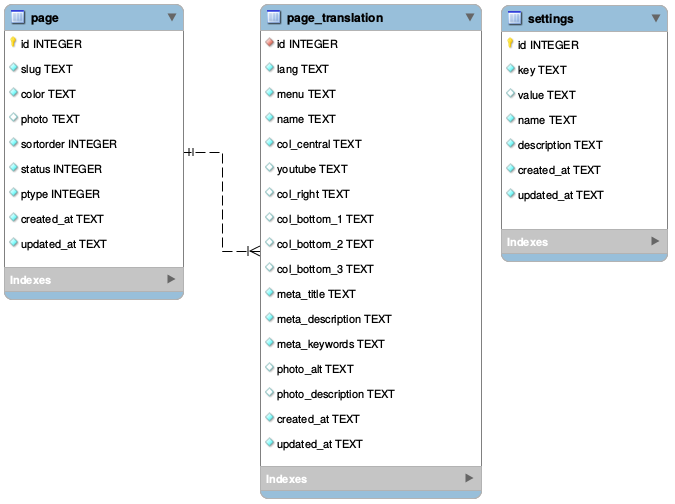 page
id INTEGER
slug TEXT
color TEXT
photo TEXT
sortorder INTEGER
status INTEGER
ptype INTEGER
created_at TEXT
updated_at TEXT
Indexes
page_translation
id INTEGER
lang TEXT
menu TEXT
name TEXT
col_central TEXT
youtube TEXT
col_right TEXT
col_bottom_1 TEXT
col_bottom_2 TEXT
col_bottom_3 TEXT
meta_title TEXT
meta_description TEXT
meta_keywords TEXT
photo_alt TEXT
photo_description TEXT
created_at TEXT
updated_at TEXT
Indexes
settings
id INTEGER
key TEXT
value TEXT
name TEXT
description TEXT
created_at TEXT
updated_at TEXT
Indexes